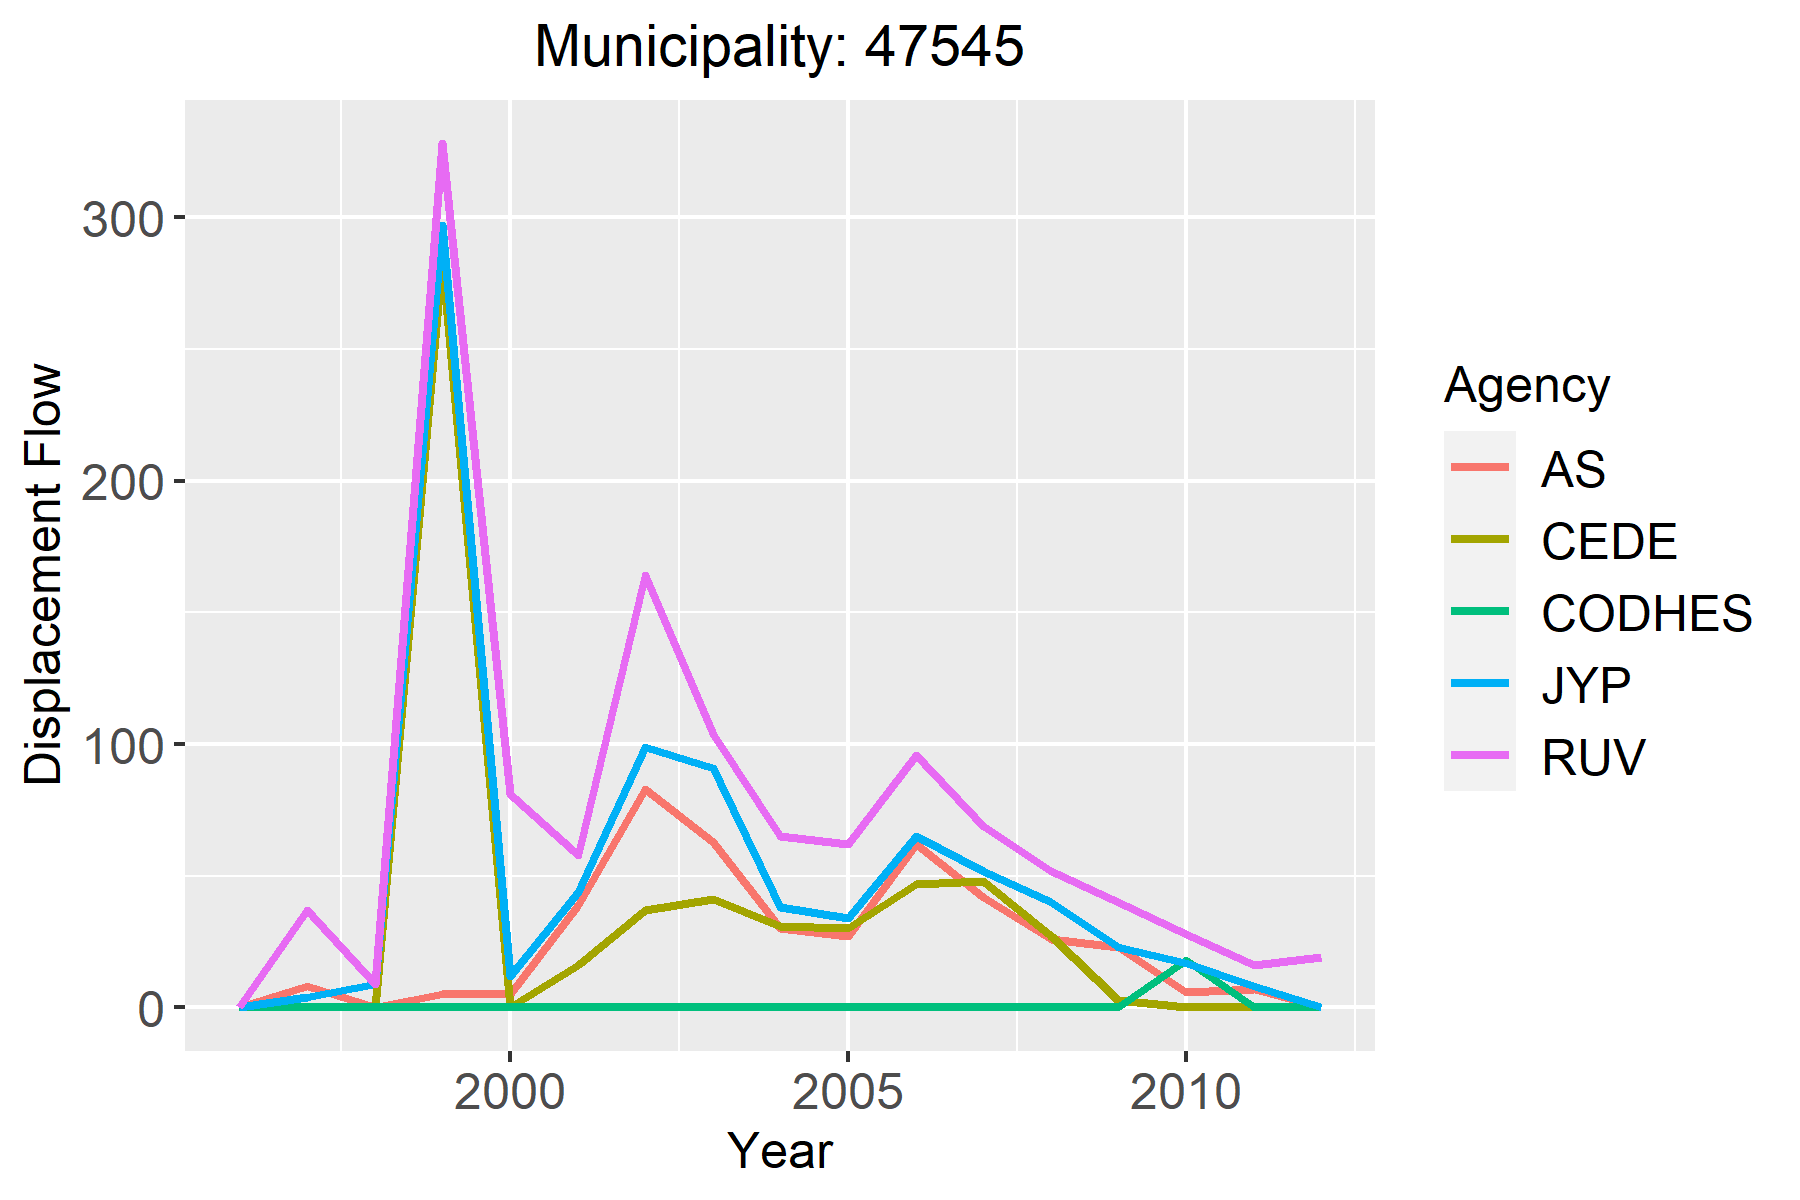 Municipality: 47545
Displacement Flow
300
200
100
0
2000
2005
2010
Year
Agency
AS
CEDE
CODHES
JYP
RUV